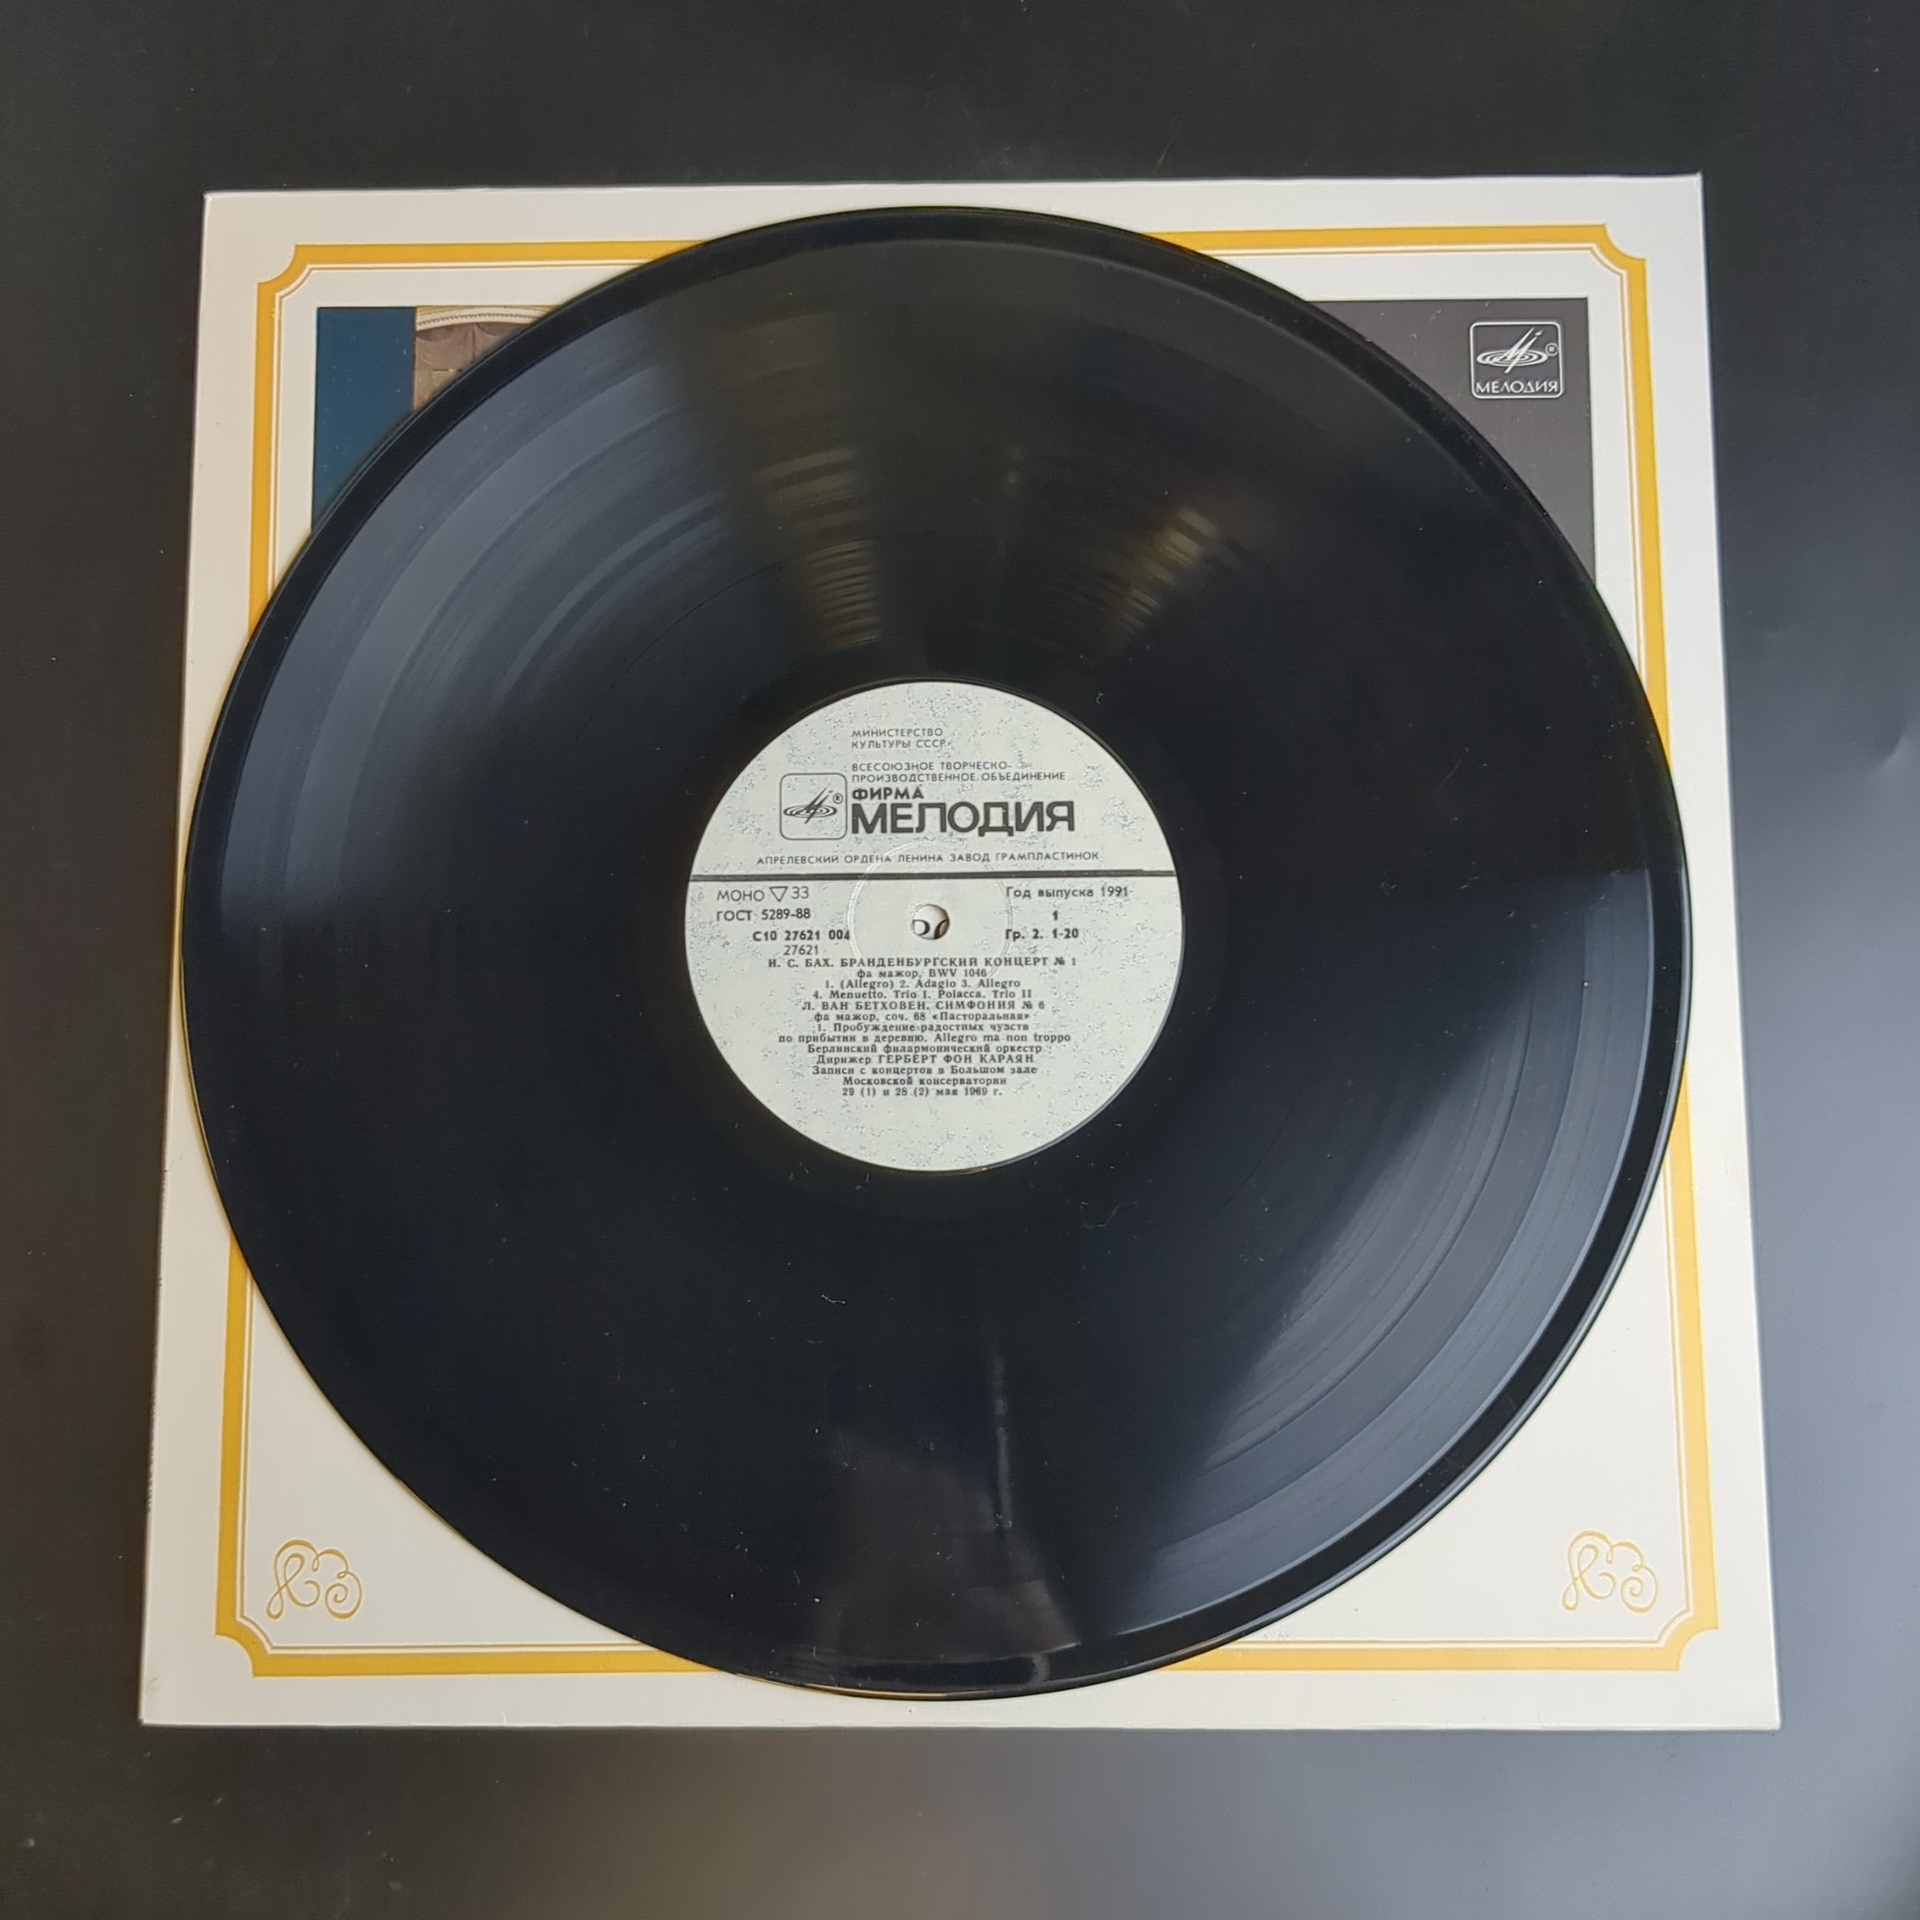 МЕЛОДИЯ
МИНИСТЕРСТВО
КУЛЬТУРЫ СССР
ВСЕСОЮЗНОЕ ТВОРЧЕСКО-
ПРОИЗВОДСТВЕННОЕ ОБЪЕДИНЕНИЕ
ФИРМА
МЕЛОДИЯ
АПРЕЛЕВСКИЙ ОРДЕНА ЛЕНИНА ЗАВОД ГРАМПЛАСТИНОК
МОНО ▽ 33 Год выпуска 1991
ГОСТ 5289-88 1
С10 27621 004 Гр. 2. 1-20
27621
И. С. БАХ. БРАНДЕНБУРГСКИЙ КОНЦЕРТ № 1
фа мажор, BWV 1046
1. (Allegro) 2. Adagio 3. Allegro
4. Menuetto. Trio I. Polacca. Trio II
Л. ВАН БЕТХОВЕН. СИМФОНИЯ № 6
фа мажор, соч. 68 «Пасторальная»
1. Пробуждение радостных чувств
по прибытии в деревню. Allegro ma non troppo
Берлинский филармонический оркестр
Дирижер ГЕРБЕРТ ФОН КАРАЯН
Записи с концертов в Большом зале
Московской консерватории
29 (1) и 28 (2) мая 1969 г.